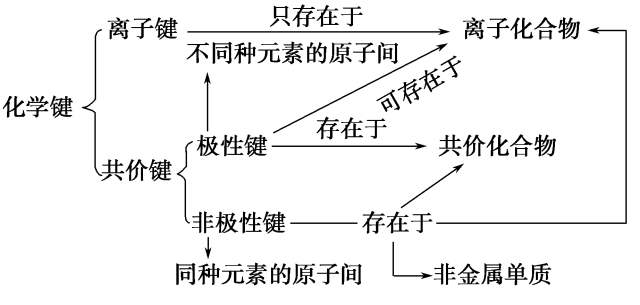 只存在于
离子键
离子化合物
不同种元素的原子间
可存在于
化学键
存在于
极性键
共价化合物
共价键
非极性键
存在于
同种元素的原子间
非金属单质